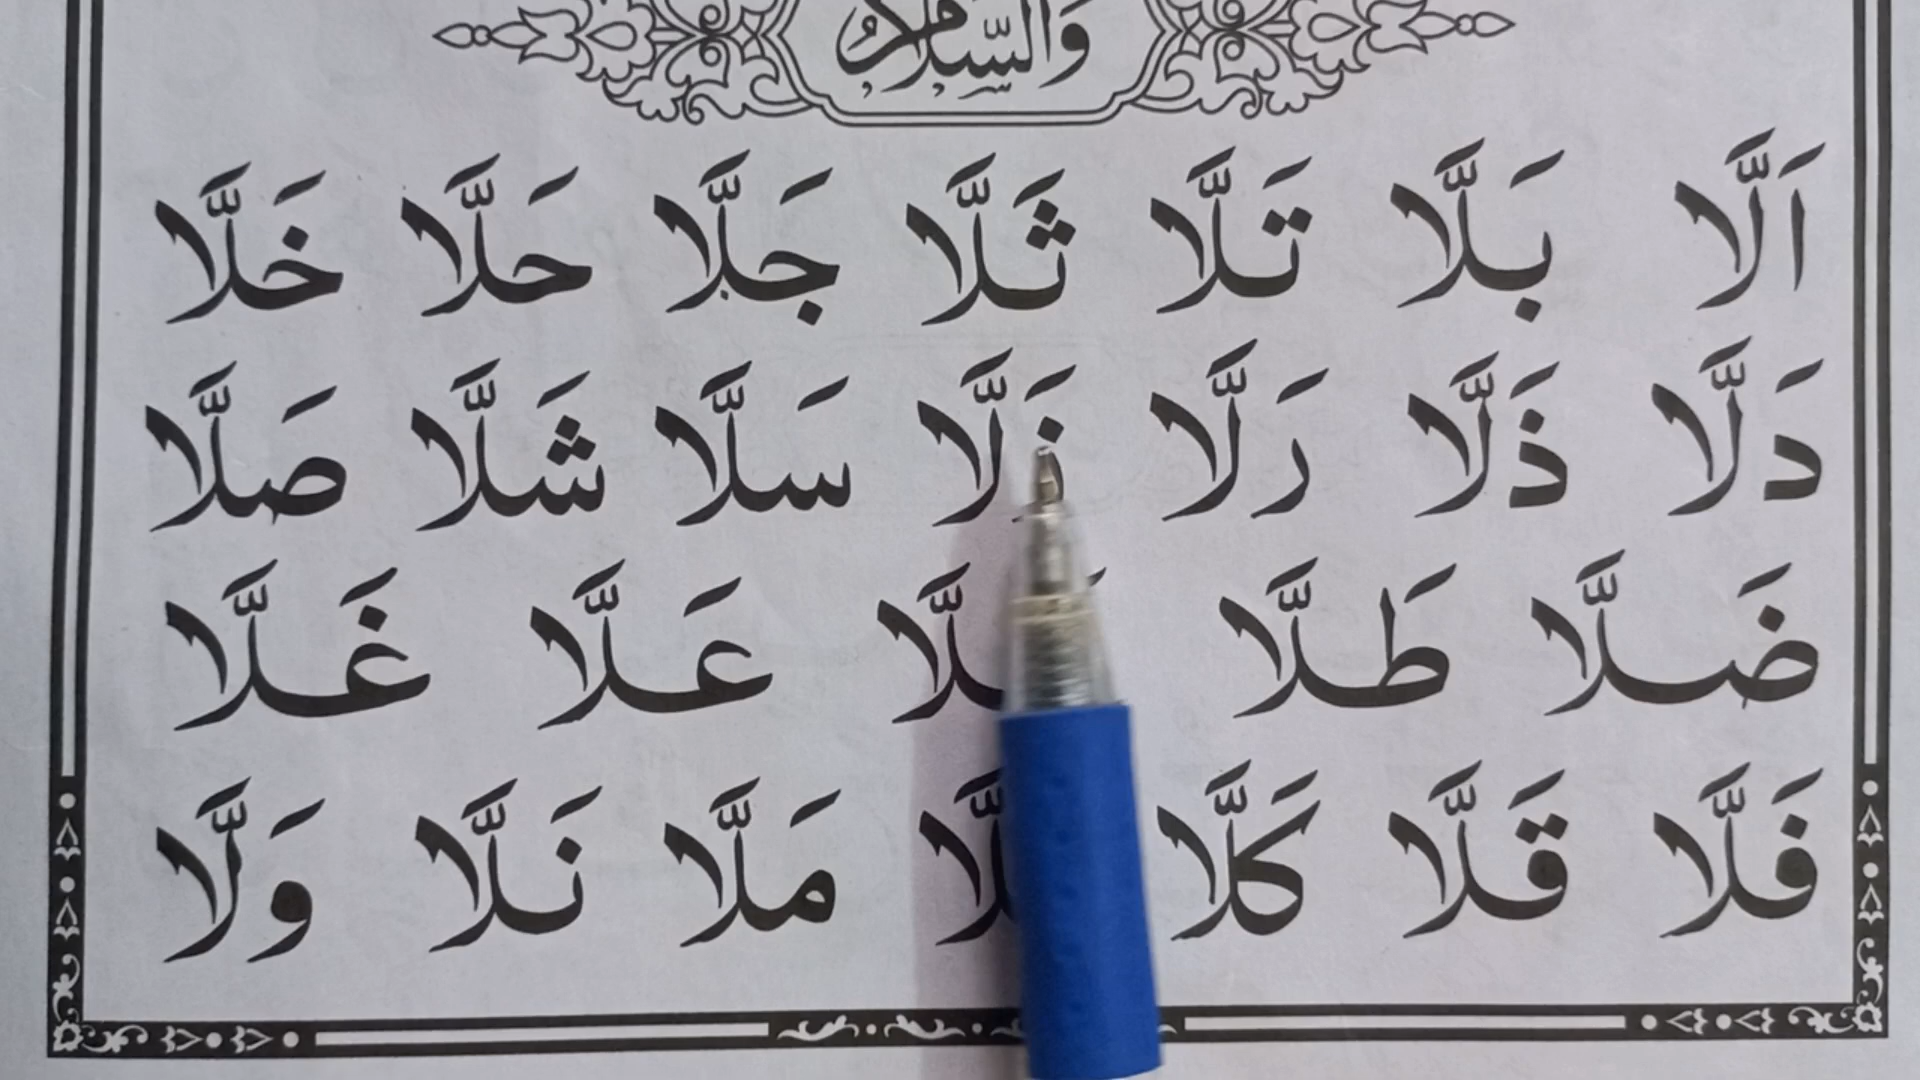 وَالسَّلَامُ
اَلَّا بَلَّا تَلَّا ثَلَّا جَلَّا حَلَّا خَلَّا
دَلَّا ذَلَّا رَلَّا زَلَّا سَلَّا شَلَّا صَلَّا
ضَلَّا طَلَّا عَلَّا غَلَّا
فَلَّا قَلَّا كَلَّا مَلَّا نَلَّا وَلَّا